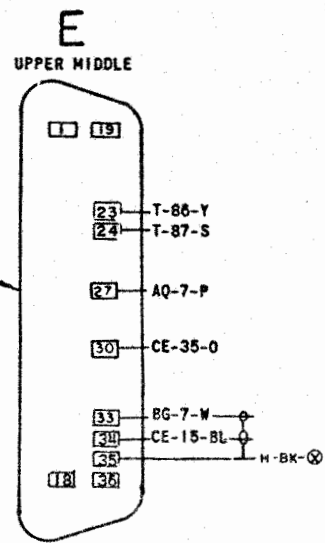 E
UPPER MIDDLE
1 19
23 T-86-Y
24 T-87-S
27 AQ-7-P
30 CE-35-O
33 BG-7-W
34 CE-15-BL
35 H-BK-X
18 36